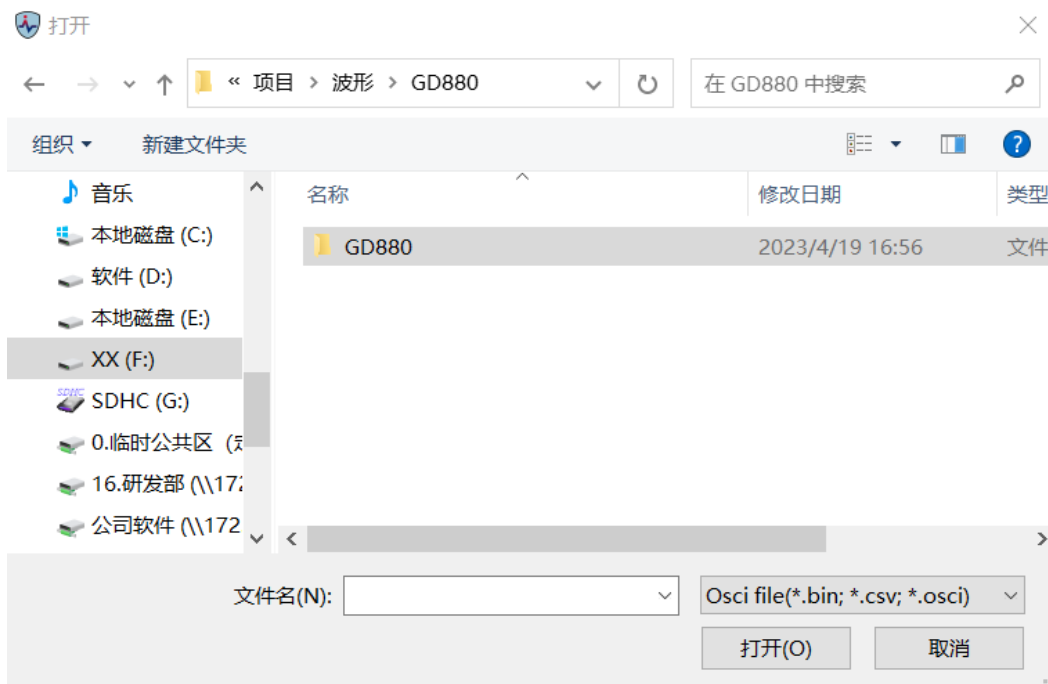 打开
« 项目 › 波形 › GD880
在 GD880 中搜索
组织 新建文件夹
?
名称 修改日期 类型
GD880 2023/4/19 16:56 文件
音乐
本地磁盘 (C:)
软件 (D:)
本地磁盘 (E:)
XX (F:)
SDHC (G:)
0.临时公共区 (定
16.研发部 (\\172
公司软件 (\\172
文件名(N):
Osci file(*.bin; *.csv; *.osci)
打开(O) 取消